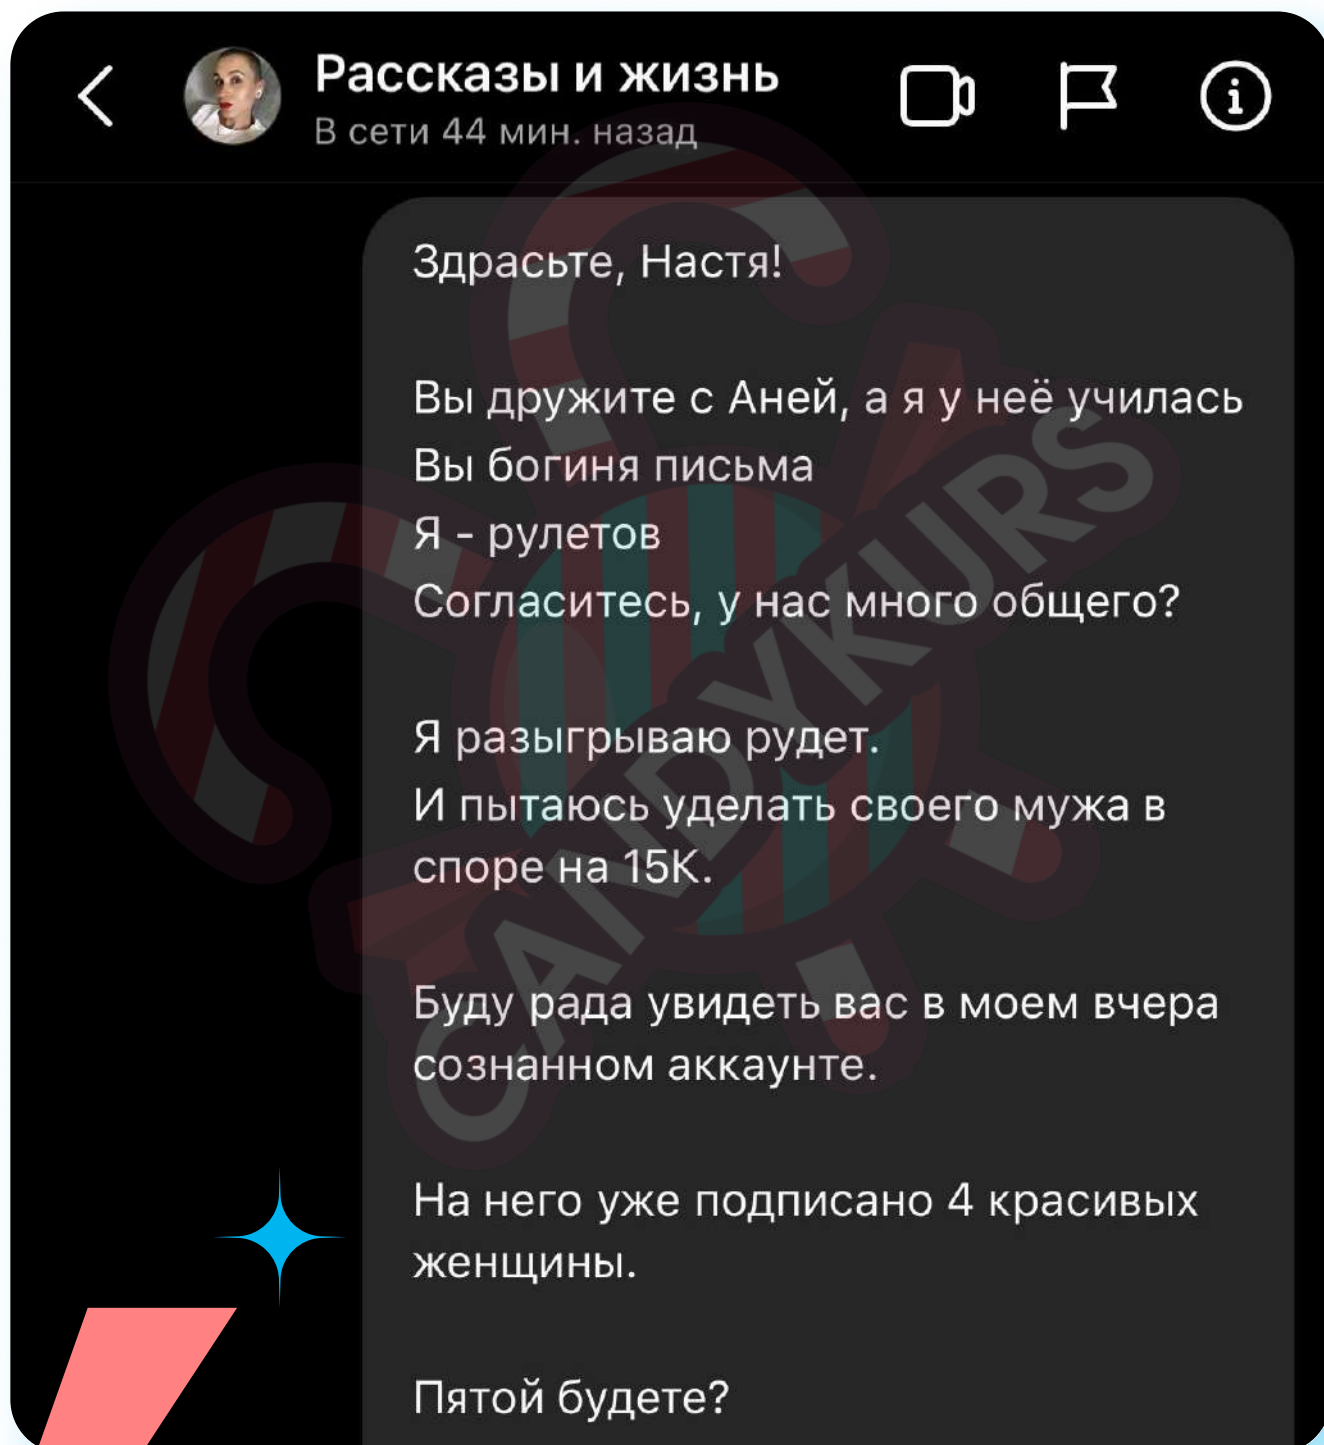 Рассказы и жизнь
В сети 44 мин. назад
Здрасьте, Настя!
Вы дружите с Аней, а я у неё училась
Вы богиня письма
Я - рулетов
Согласитесь, у нас много общего?
Я разыгрываю рудет.
И пытаюсь уделать своего мужа в
споре на 15К.
Буду рада увидеть вас в моем вчера
сознанном аккаунте.
На него уже подписано 4 красивых
женщины.
Пятой будете?
CANDYKURS